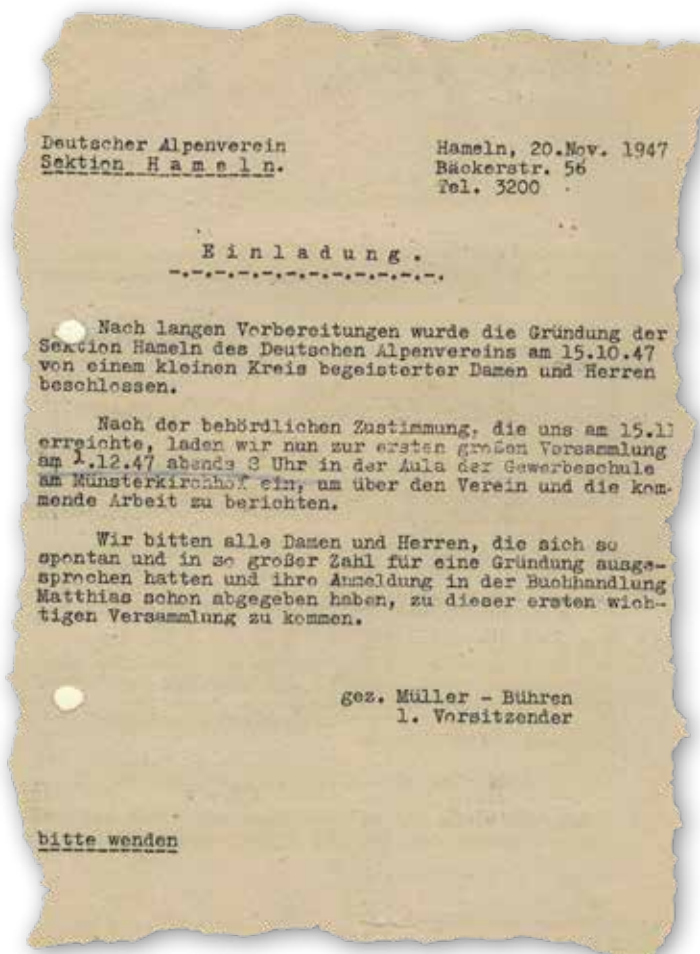 Deutscher Alpenverein
Sektion H a m e l n.
Hameln, 20.Nov. 1947
Bäckerstr. 56
Tel. 3200
E i n l a d u n g .
-.-.-.-.-.-.-.-.-.-.-.-.
Nach langen Vorbereitungen wurde die Gründung der
Sektion Hameln des Deutschen Alpenvereins am 15.10.47
von einem kleinen Kreis begeisterter Damen und Herren
beschlossen.
Nach der behördlichen Zustimmung, die uns am 15.11
erreichte, laden wir nun zur ersten großen Versammlung
am 1.12.47 abends 8 Uhr in der Aula der Gewerbeschule
am Münsterkirchhof ein, um über den Verein und die kom-
mende Arbeit zu berichten.
Wir bitten alle Damen und Herren, die sich so
spontan und in so großer Zahl für eine Gründung ausge-
sprochen hatten und ihre Anmeldung in der Buchhandlung
Matthias schon abgegeben haben, zu dieser ersten wich-
tigen Versammlung zu kommen.
gez. Müller - Bühren
1. Vorsitzender
bitte wenden